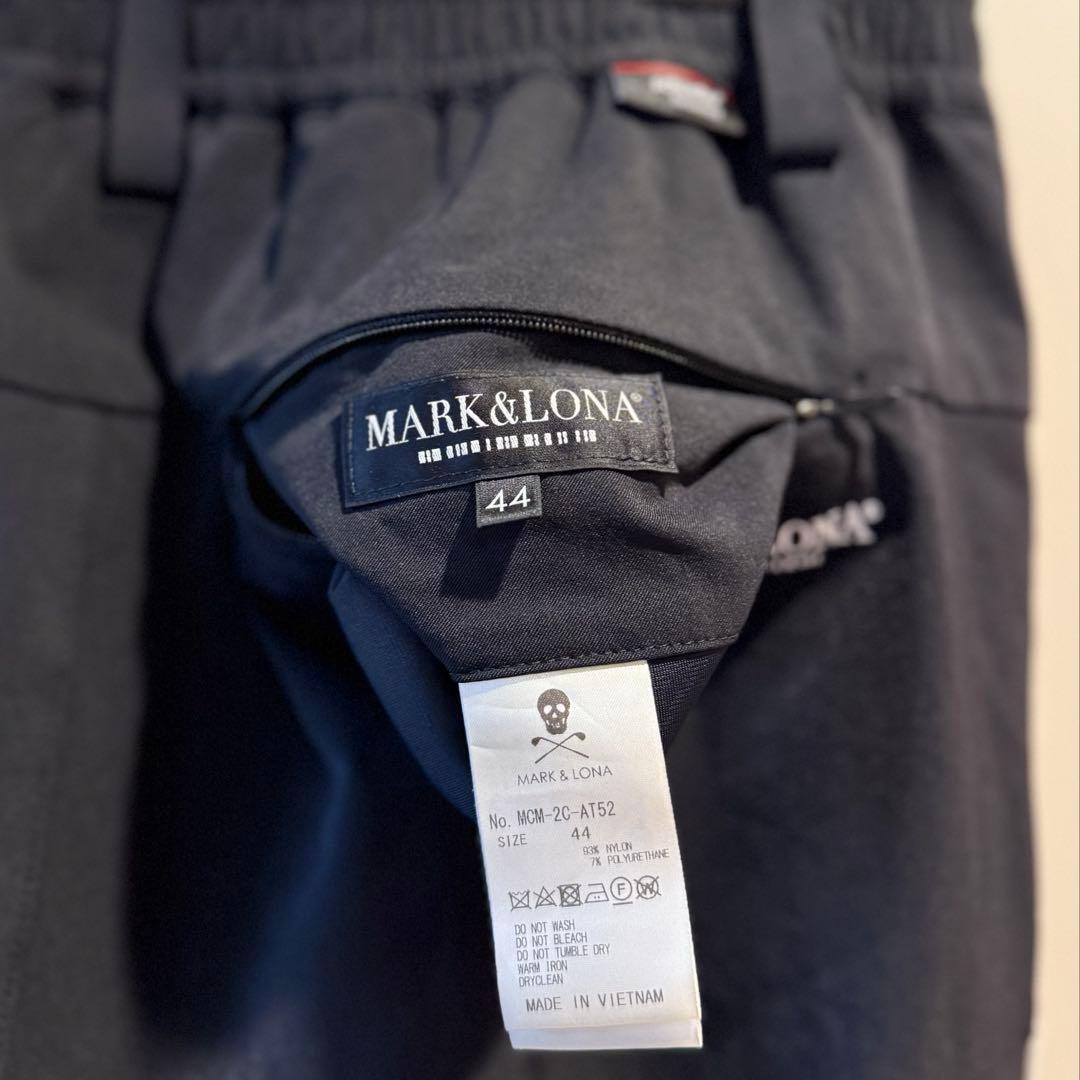 MARK&LONA®
44
LONA®
MARK & LONA
No. MCM-2C-AT52
SIZE 44
93% NYLON
7% POLYURETHANE
F W
DO NOT WASH
DO NOT BLEACH
DO NOT TUMBLE DRY
WARM IRON
DRYCLEAN
MADE IN VIETNAM